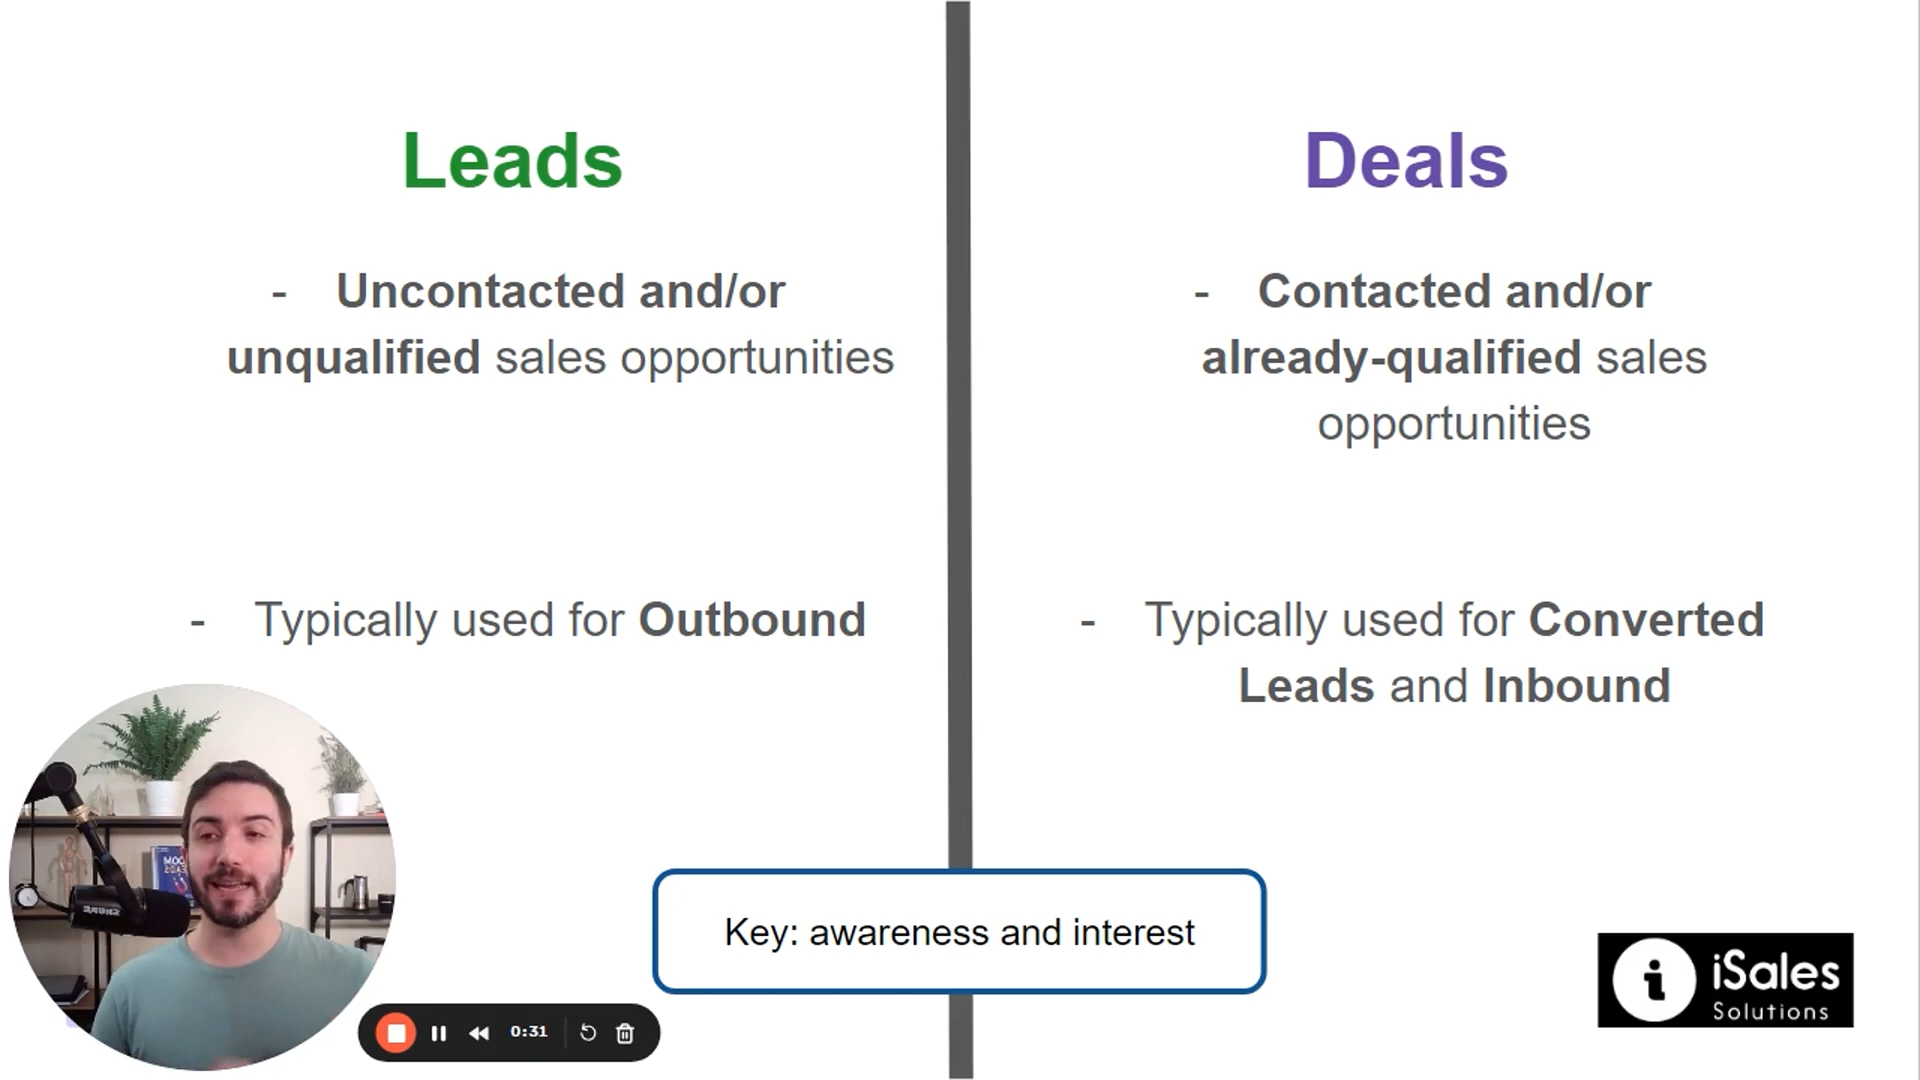 Leads
- Uncontacted and/or
unqualified sales opportunities
- Typically used for Outbound
Deals
- Contacted and/or
already-qualified sales
opportunities
- Typically used for Converted
Leads and Inbound
Key: awareness and interest
0:31
i iSales
Solutions